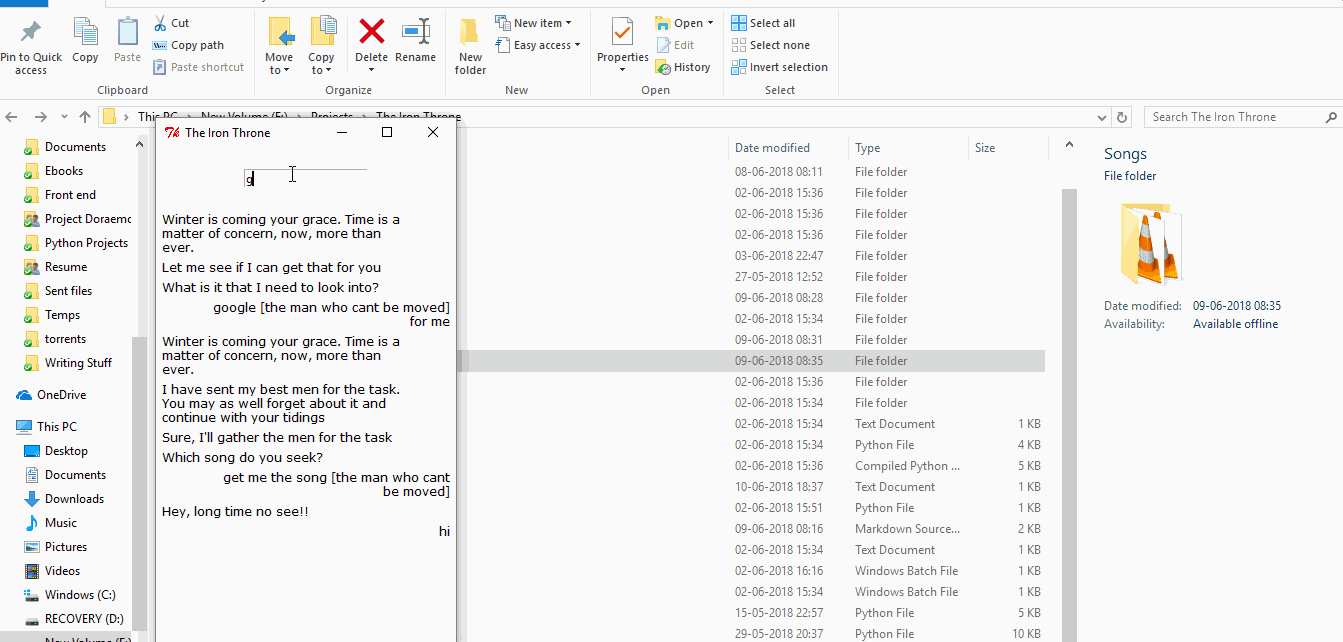 Pin to Quick access
Copy
Paste
Cut
Copy path
Paste shortcut
Clipboard
Move to
Copy to
Delete
Rename
Organize
New folder
New item
Easy access
New
Properties
Open
Edit
History
Open
Select all
Select none
Invert selection
Select
The Iron Throne
Search The Iron Throne
Documents
Ebooks
Front end
Project Doraemo
Python Projects
Resume
Sent files
Temps
torrents
Writing Stuff
OneDrive
This PC
Desktop
Documents
Downloads
Music
Pictures
Videos
Windows (C:)
RECOVERY (D:)
New Volume (E:)
The Iron Throne
g
Winter is coming your grace. Time is a
matter of concern, now, more than
ever.
Let me see if I can get that for you
What is it that I need to look into?
google [the man who cant be moved]
for me
Winter is coming your grace. Time is a
matter of concern, now, more than
ever.
I have sent my best men for the task.
You may as well forget about it and
continue with your tidings
Sure, I'll gather the men for the task
Which song do you seek?
get me the song [the man who cant
be moved]
Hey, long time no see!!
hi
Date modified Type Size
08-06-2018 08:11 File folder
02-06-2018 15:36 File folder
02-06-2018 15:36 File folder
02-06-2018 15:36 File folder
03-06-2018 22:47 File folder
27-05-2018 12:52 File folder
09-06-2018 08:28 File folder
02-06-2018 15:34 File folder
09-06-2018 08:31 File folder
09-06-2018 08:35 File folder
02-06-2018 15:36 File folder
02-06-2018 15:34 File folder
02-06-2018 15:34 Text Document 1 KB
02-06-2018 15:34 Python File 4 KB
02-06-2018 15:36 Compiled Python ... 5 KB
10-06-2018 18:37 Text Document 1 KB
02-06-2018 15:51 Python File 1 KB
09-06-2018 08:16 Markdown Source... 2 KB
02-06-2018 15:34 Text Document 1 KB
02-06-2018 16:16 Windows Batch File 1 KB
02-06-2018 15:34 Windows Batch File 1 KB
15-05-2018 22:57 Python File 5 KB
29-05-2018 20:37 Python File 10 KB
Songs
File folder
Date modified: 09-06-2018 08:35
Availability: Available offline